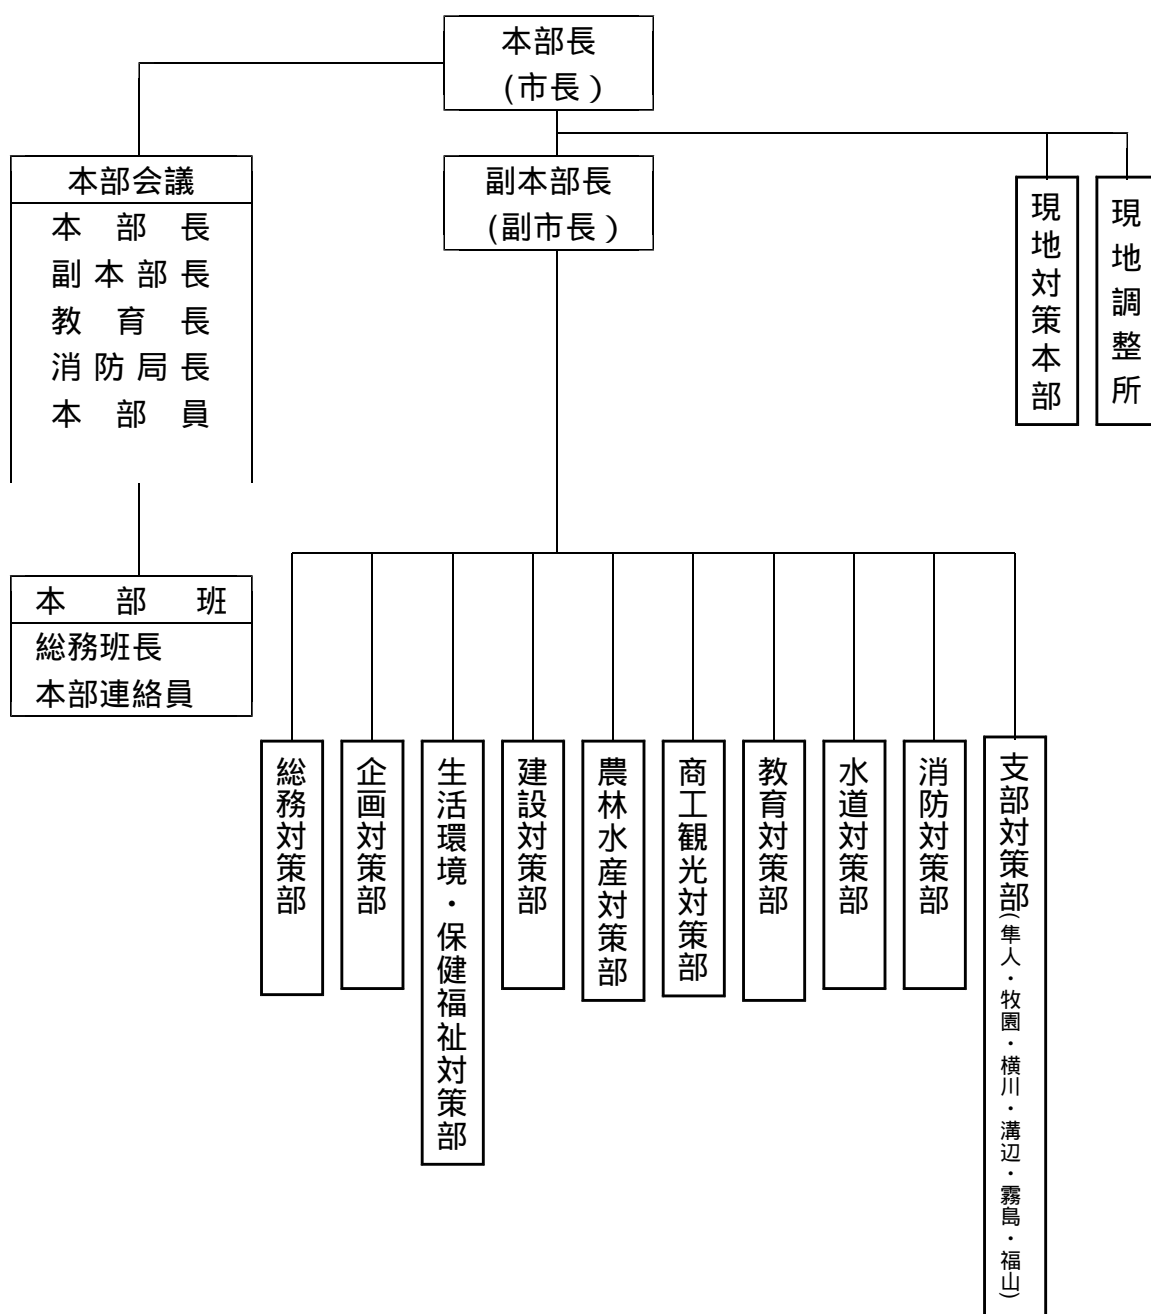 本部長
(市長)
本部会議
本部長
副本部長
教育長
消防局長
本部員
副本部長
(副市長)
現地対策本部
現地調整所
本部班
総務班長
本部連絡員
総務対策部
企画対策部
生活環境・保健福祉対策部
建設対策部
農林水産対策部
商工観光対策部
教育対策部
水道対策部
消防対策部
支部対策部(隼人・牧園・横川・溝辺・霧島・福山)